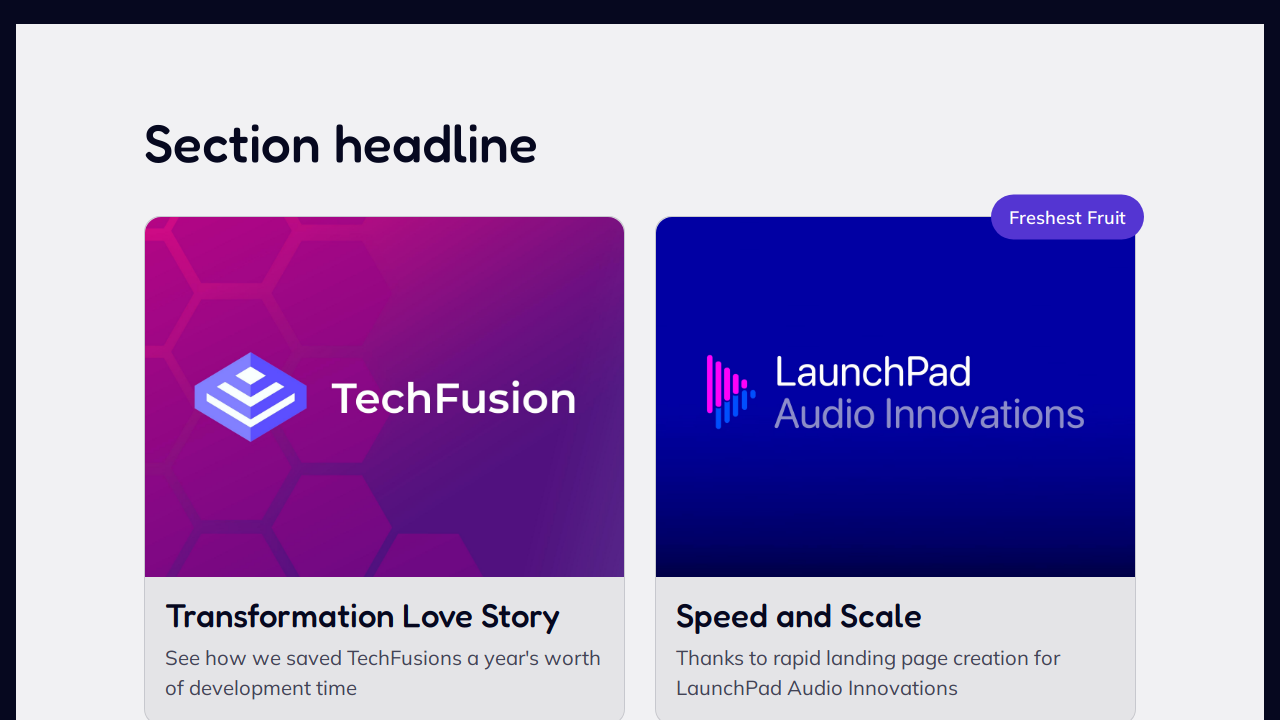 Section headline
Freshest Fruit
TechFusion
LaunchPad
Audio Innovations
Transformation Love Story
See how we saved TechFusions a year's worth
of development time
Speed and Scale
Thanks to rapid landing page creation for
LaunchPad Audio Innovations